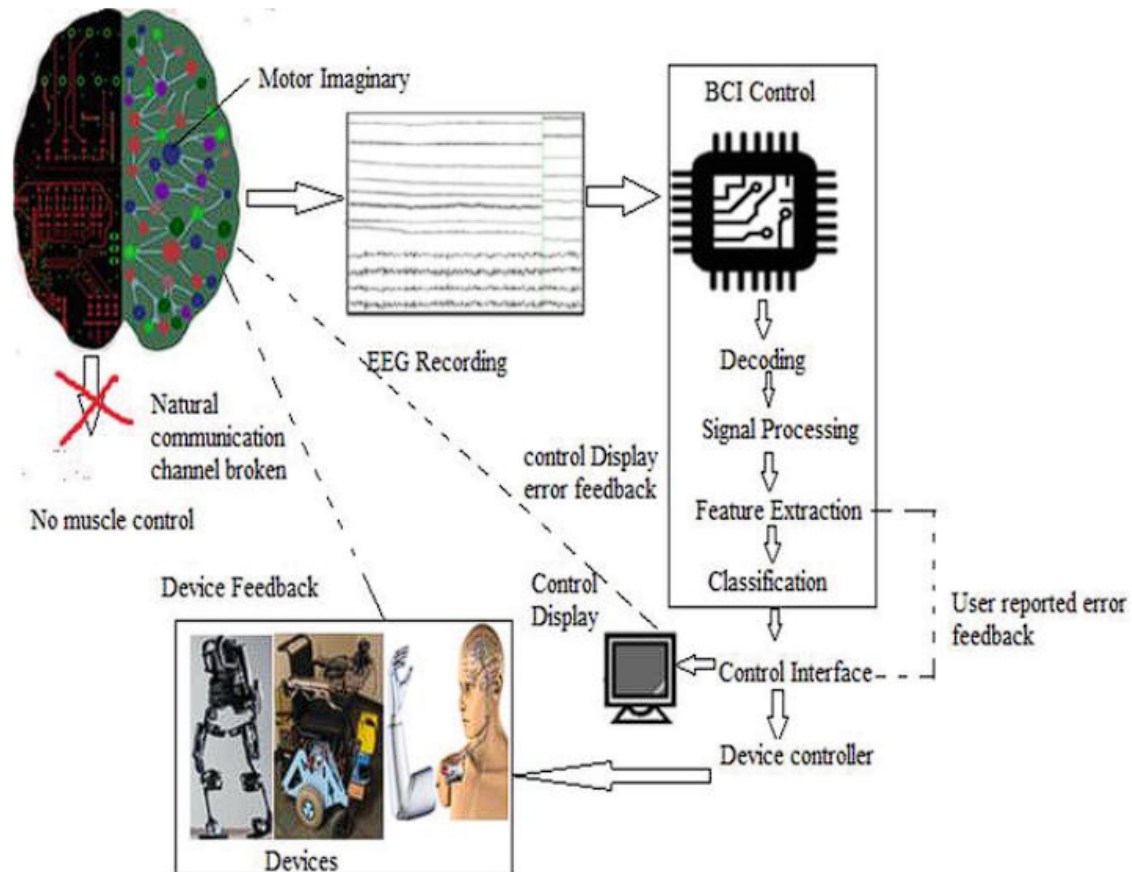 Motor Imaginary
BCI Control
EEG Recording
Decoding
Natural
communication
channel broken
Signal Processing
control Display
error feedback
No muscle control
Feature Extraction
Device Feedback
Control
Display
Classification
User reported error
feedback
Control Interface
Device controller
Devices